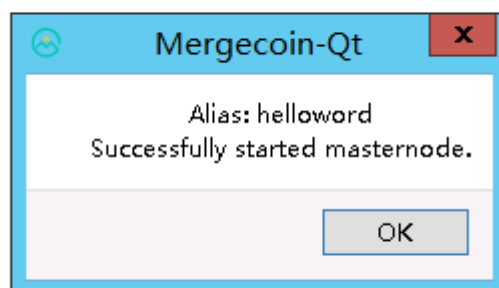 Mergecoin-Qt
x
Alias: helloword
Successfully started masternode.
OK